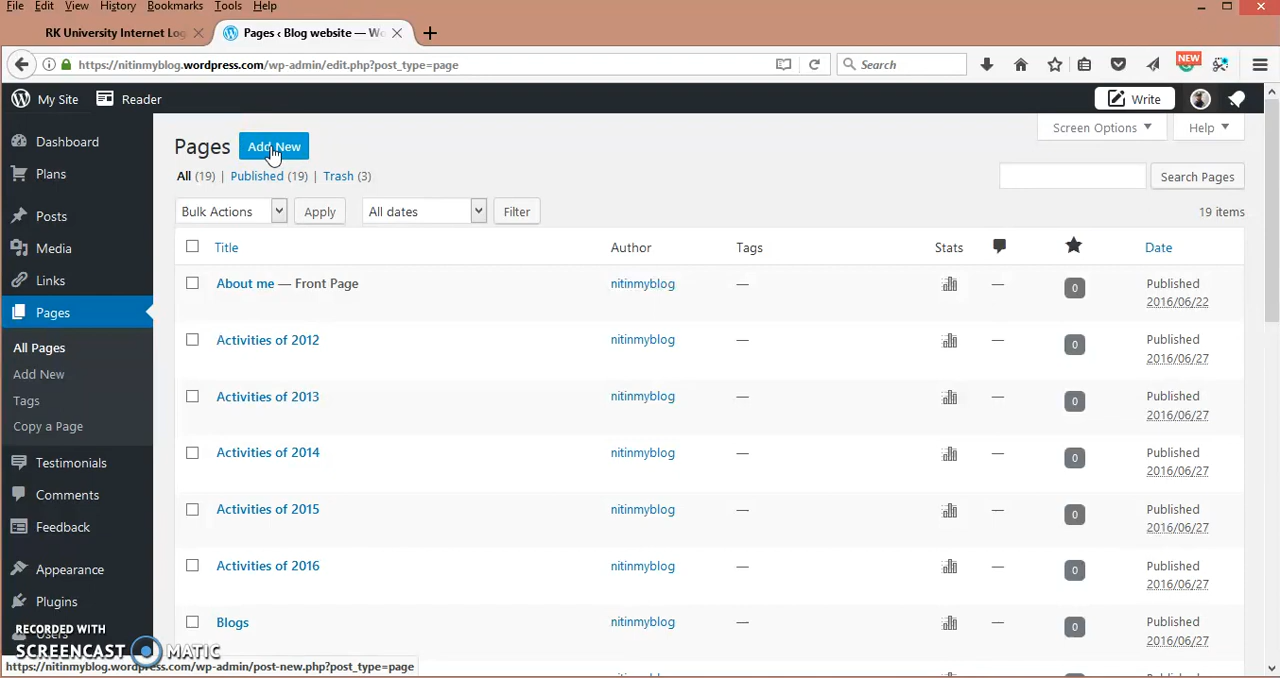 File Edit View History Bookmarks Tools Help
RK University Internet Log
Pages ‹ Blog website — Wo
https://nitinmyblog.wordpress.com/wp-admin/edit.php?post_type=page
Search
NEW
My Site Reader Write
Dashboard
Plans
Posts
Media
Links
Pages
All Pages
Add New
Tags
Copy a Page
Testimonials
Comments
Feedback
Appearance
Plugins
Users
Screen Options Help
Pages Add New
All (19) | Published (19) | Trash (3)
Search Pages
Bulk Actions Apply All dates Filter 19 items
Title Author Tags Stats Date
About me — Front Page nitinmyblog — — 0 Published
2016/06/22
Activities of 2012 nitinmyblog — — 0 Published
2016/06/27
Activities of 2013 nitinmyblog — — 0 Published
2016/06/27
Activities of 2014 nitinmyblog — — 0 Published
2016/06/27
Activities of 2015 nitinmyblog — — 0 Published
2016/06/27
Activities of 2016 nitinmyblog — — 0 Published
2016/06/27
Blogs nitinmyblog — — 0 Published
2016/06/27
RECORDED WITH
SCREENCAST MATIC
https://nitinmyblog.wordpress.com/wp-admin/post-new.php?post_type=page